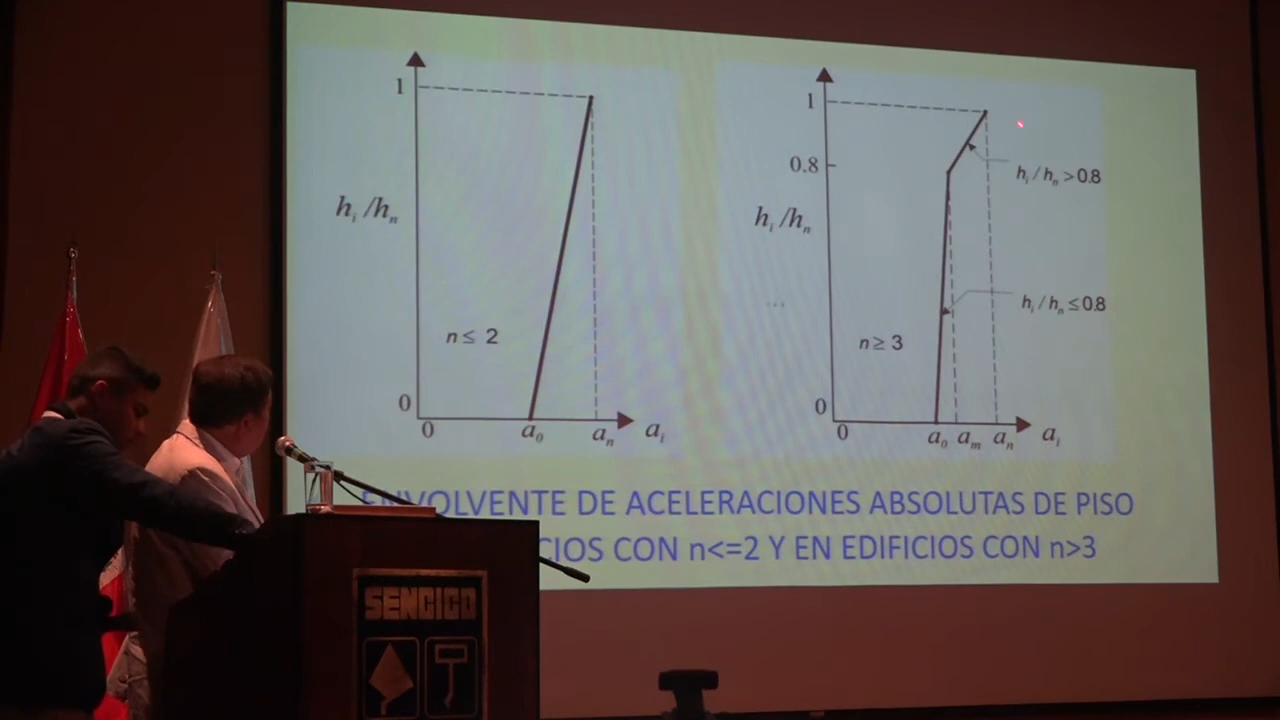 1
h_i /h_n
n ≤ 2
0
0
a_0
a_n
a_i
1
0.8
h_i /h_n
h_i / h_n > 0.8
...
h_i / h_n ≤ 0.8
n ≥ 3
0
0
a_0
a_m
a_n
a_i
ENVOLVENTE DE ACELERACIONES ABSOLUTAS DE PISO
CIOS CON n<=2 Y EN EDIFICIOS CON n>3
SENCICO